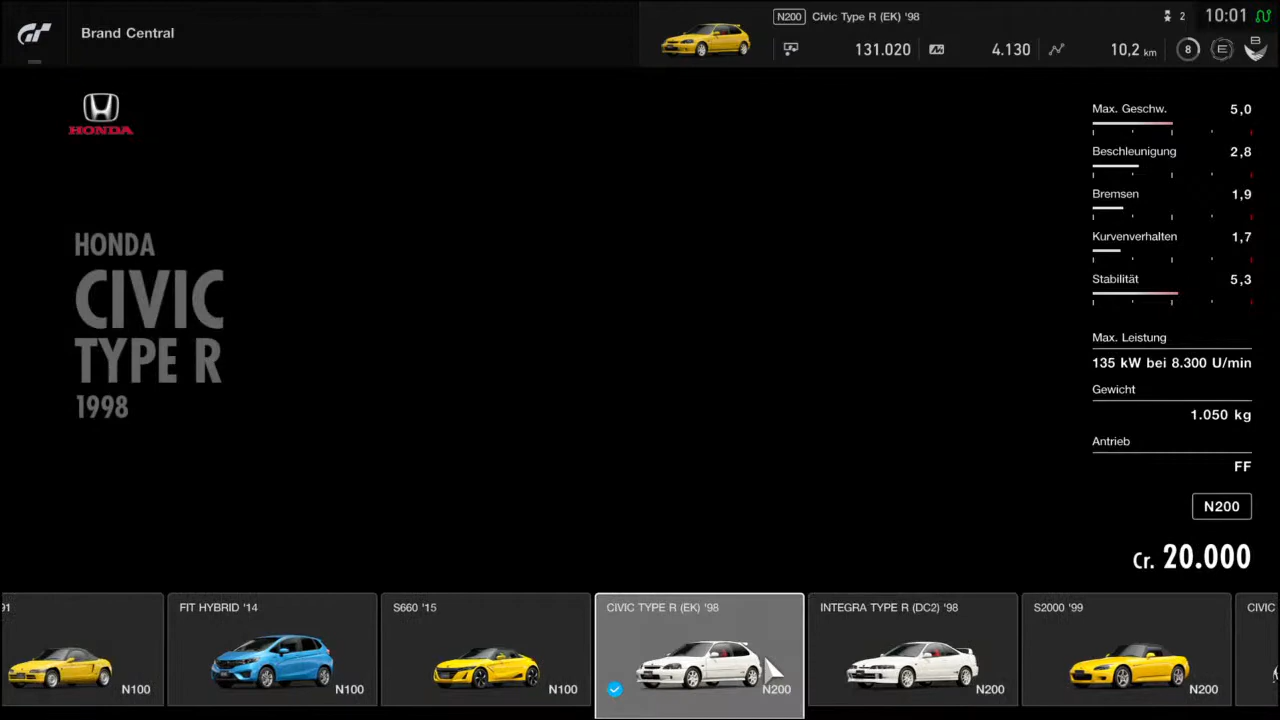 Brand Central
N200 Civic Type R (EK) '98
2 10:01
131.020 4.130 10,2 km 8 E B
HONDA
HONDA
CIVIC
TYPE R
1998
Max. Geschw. 5,0
Beschleunigung 2,8
Bremsen 1,9
Kurvenverhalten 1,7
Stabilität 5,3
Max. Leistung
135 kW bei 8.300 U/min
Gewicht
1.050 kg
Antrieb
FF
N200
Cr. 20.000
91 FIT HYBRID '14 S660 '15 CIVIC TYPE R (EK) '98 INTEGRA TYPE R (DC2) '98 S2000 '99 CIVIC
N100 N100 N100 N200 N200 N200